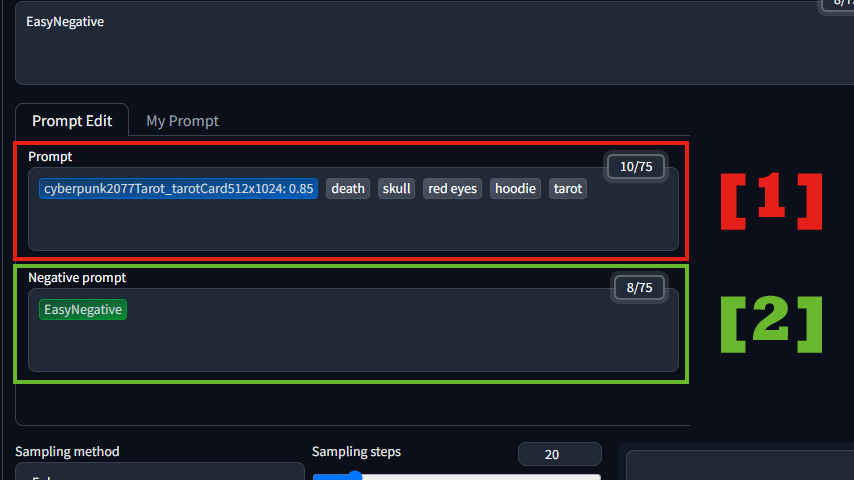 EasyNegative
Prompt Edit My Prompt
Prompt
10/75
cyberpunk2077Tarot_tarotCard512x1024: 0.85 death skull red eyes hoodie tarot
[1]
Negative prompt
8/75
EasyNegative
[2]
Sampling method Sampling steps 20